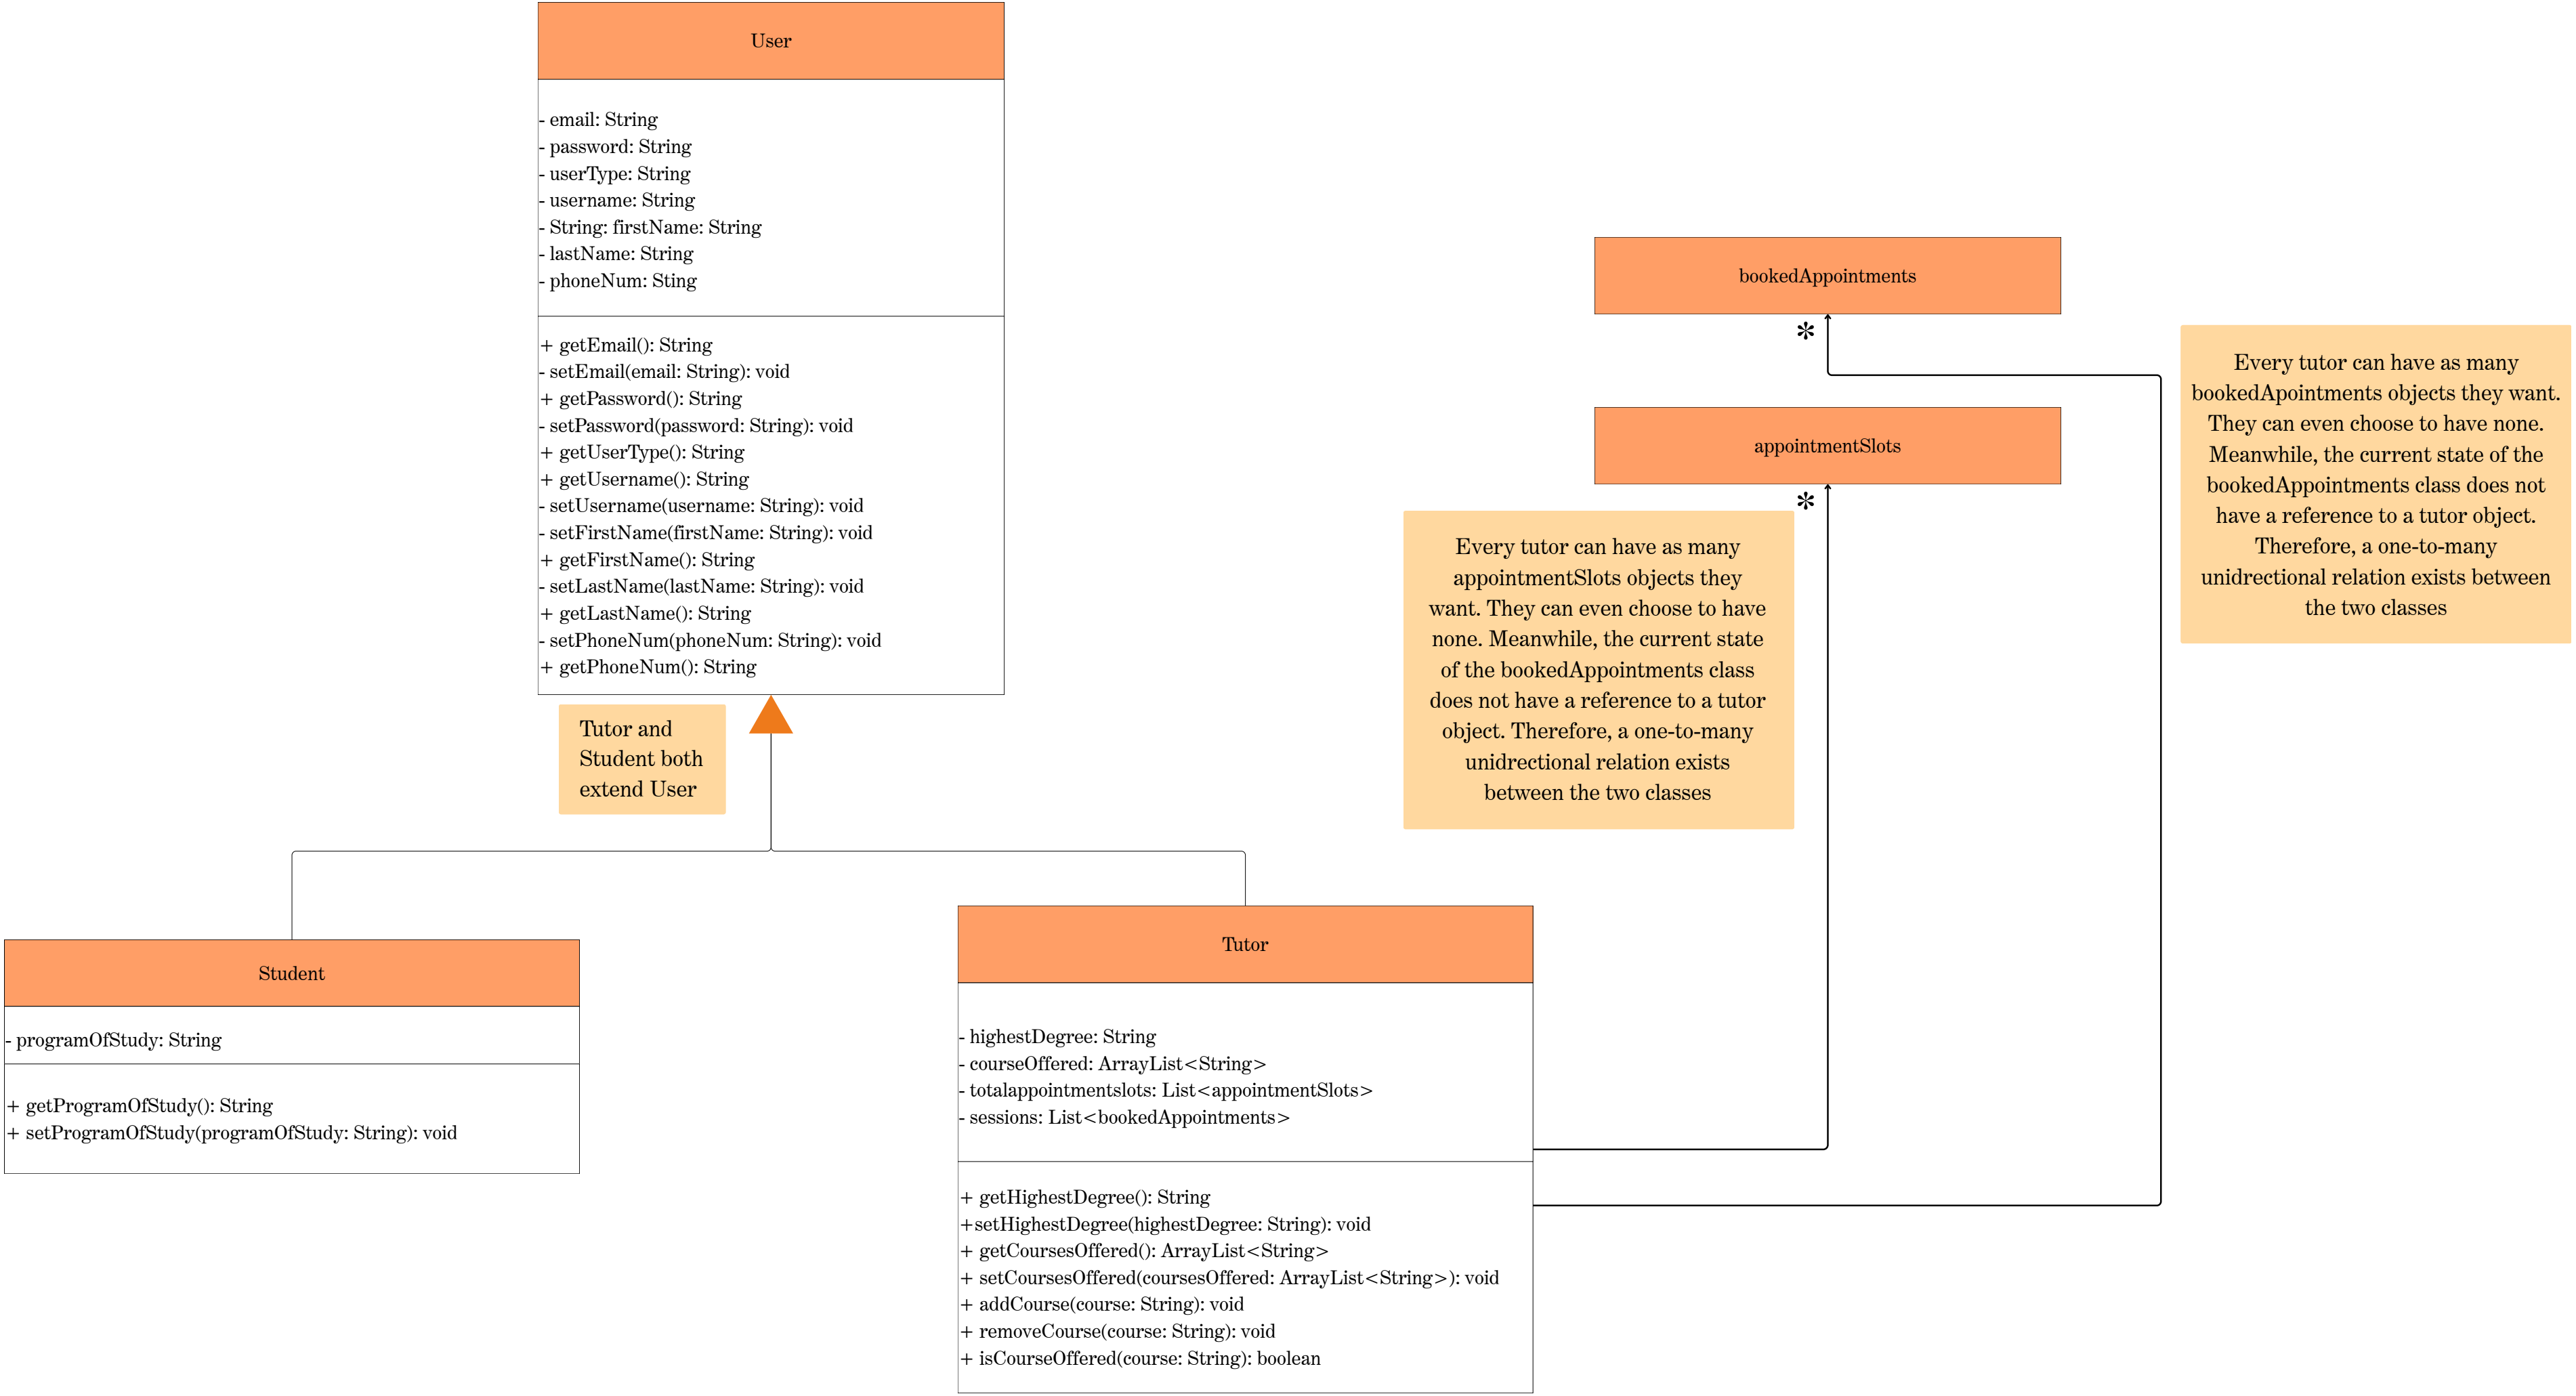 User
- email: String
- password: String
- userType: String
- username: String
- String: firstName: String
- lastName: String
- phoneNum: Sting
+ getEmail(): String
- setEmail(email: String): void
+ getPassword(): String
- setPassword(password: String): void
+ getUserType(): String
+ getUsername(): String
- setUsername(username: String): void
- setFirstName(firstName: String): void
+ getFirstName(): String
- setLastName(lastName: String): void
+ getLastName(): String
- setPhoneNum(phoneNum: String): void
+ getPhoneNum(): String
Tutor and
Student both
extend User
Student
- programOfStudy: String
+ getProgramOfStudy(): String
+ setProgramOfStudy(programOfStudy: String): void
Tutor
- highestDegree: String
- courseOffered: ArrayList<String>
- totalappointmentslots: List<appointmentSlots>
- sessions: List<bookedAppointments>
+ getHighestDegree(): String
+setHighestDegree(highestDegree: String): void
+ getCoursesOffered(): ArrayList<String>
+ setCoursesOffered(coursesOffered: ArrayList<String>): void
+ addCourse(course: String): void
+ removeCourse(course: String): void
+ isCourseOffered(course: String): boolean
bookedAppointments
*
appointmentSlots
*
Every tutor can have as many
appointmentSlots objects they
want. They can even choose to have
none. Meanwhile, the current state
of the bookedAppointments class
does not have a reference to a tutor
object. Therefore, a one-to-many
unidrectional relation exists
between the two classes
Every tutor can have as many
bookedApointments objects they want.
They can even choose to have none.
Meanwhile, the current state of the
bookedAppointments class does not
have a reference to a tutor object.
Therefore, a one-to-many
unidrectional relation exists between
the two classes